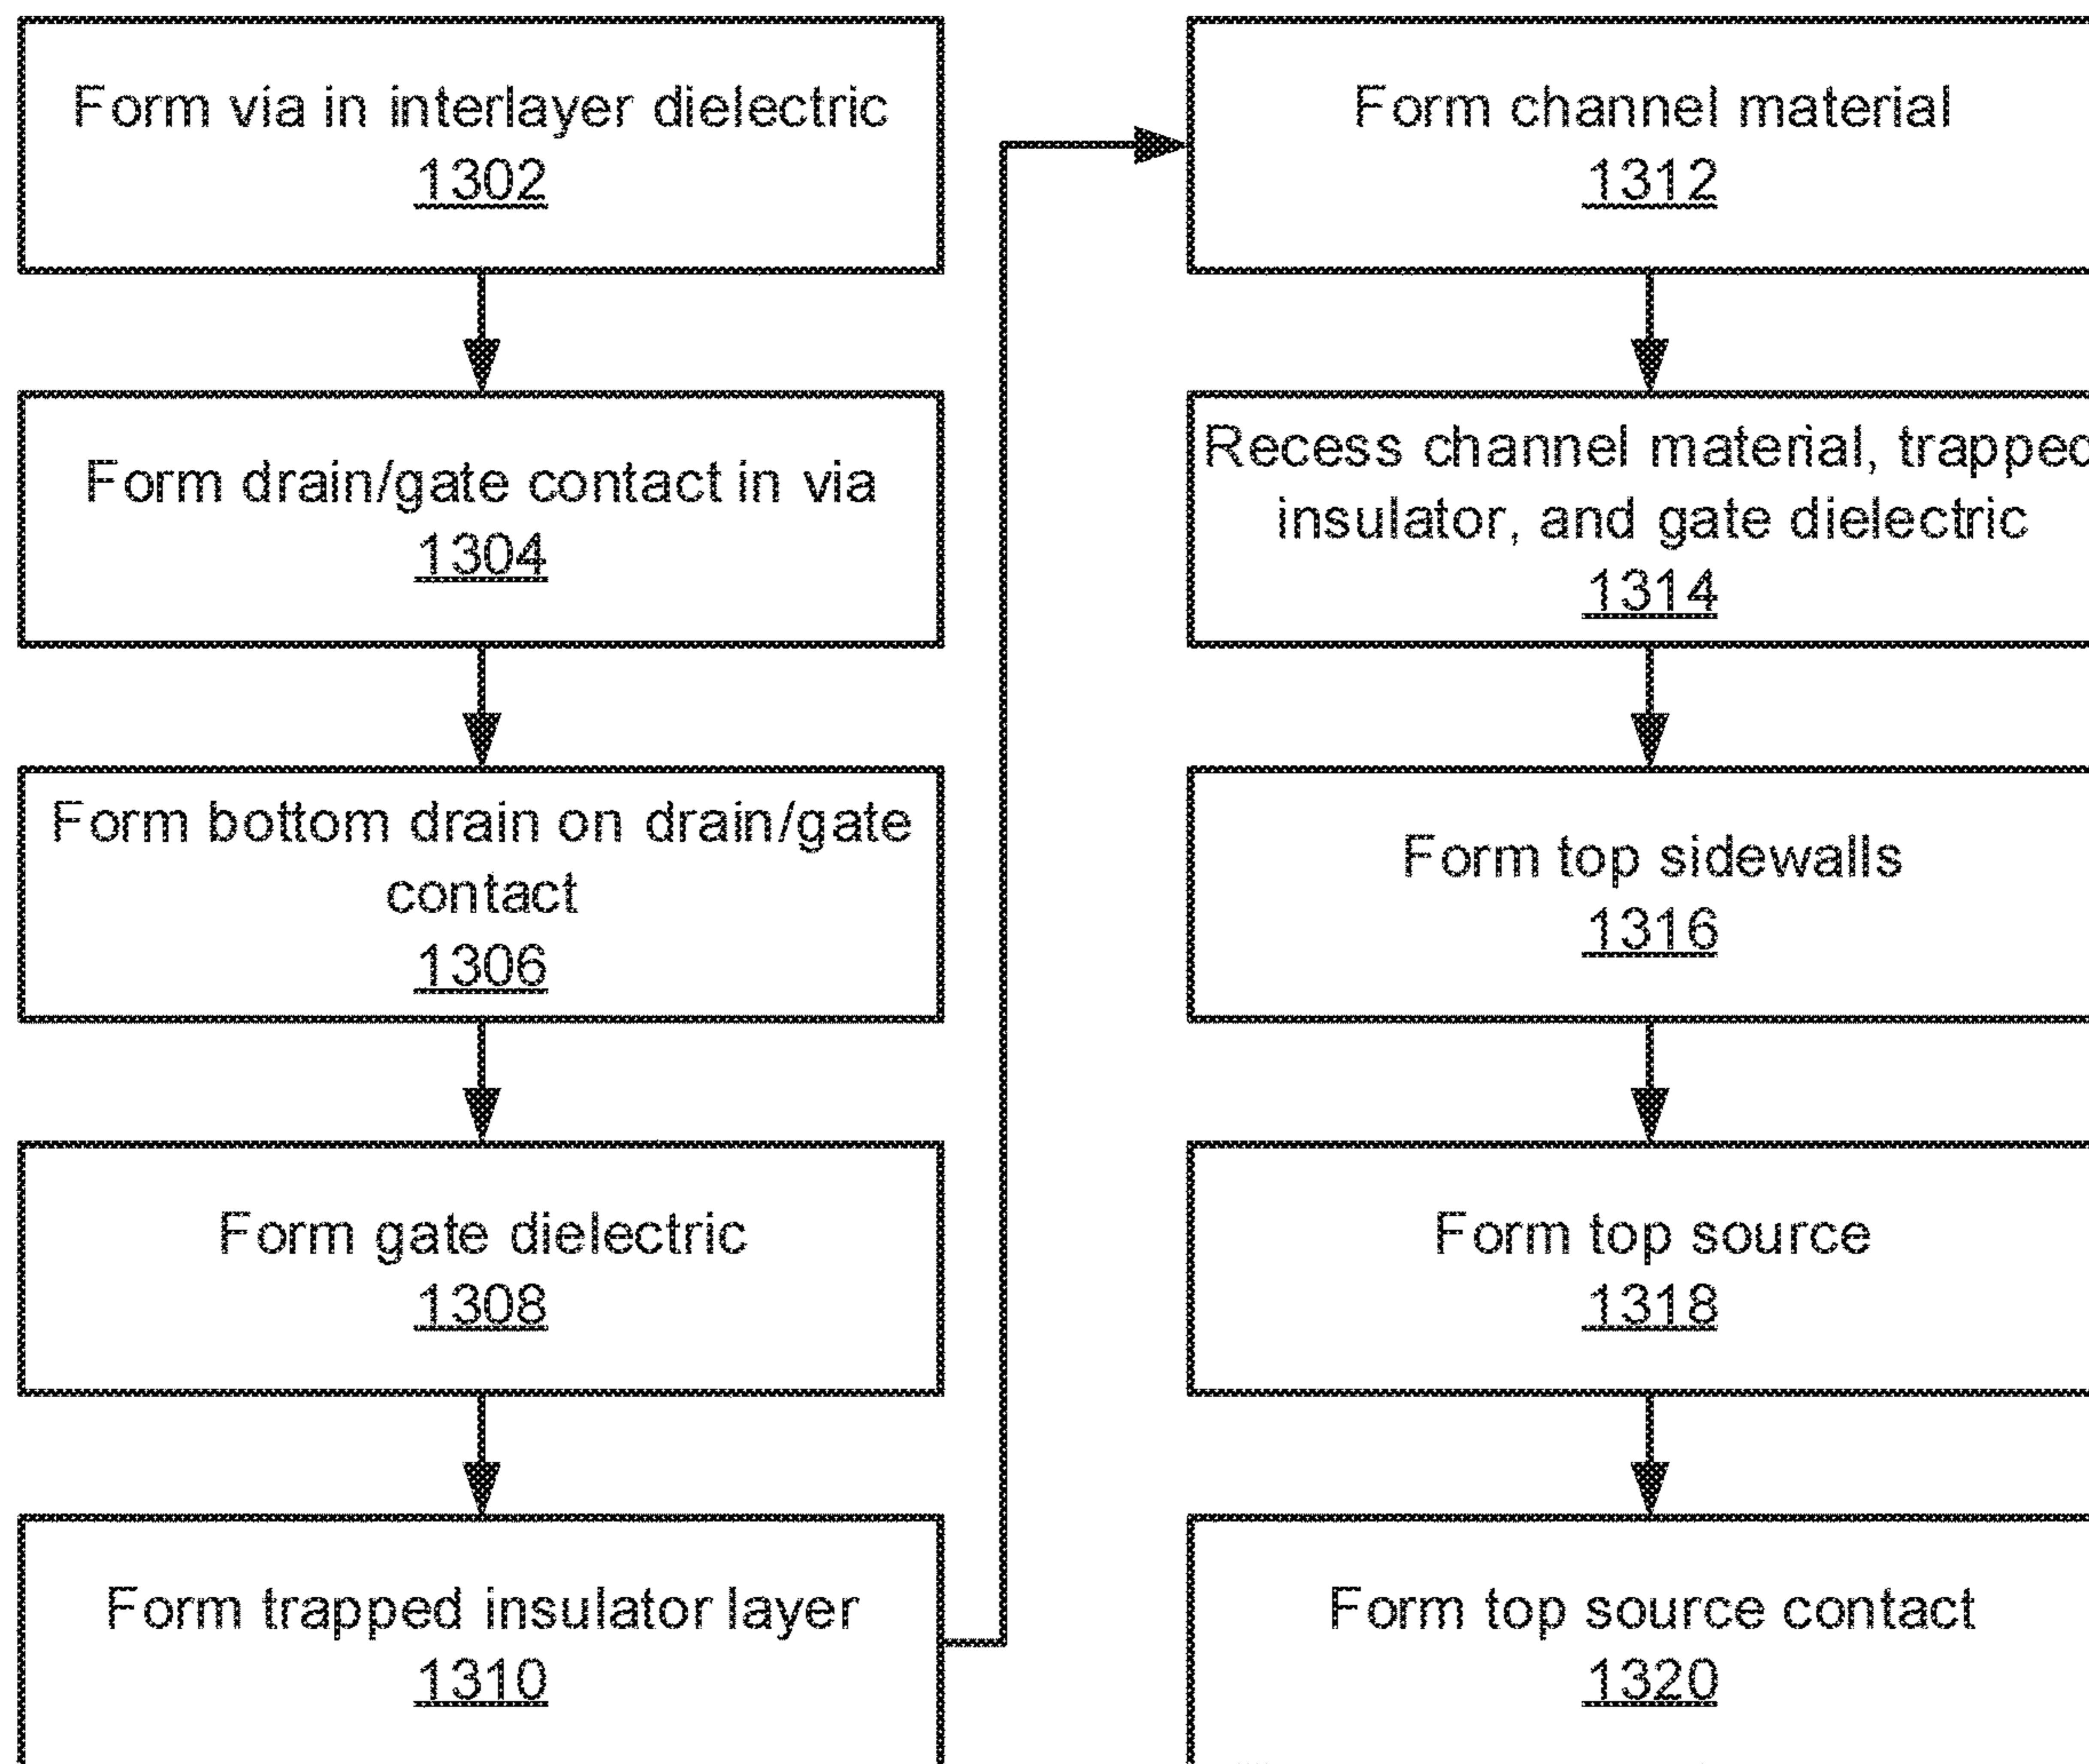 Form via in interlayer dielectric
1302
Form drain/gate contact in via
1304
Form bottom drain on drain/gate
contact
1306
Form gate dielectric
1308
Form trapped insulator layer
1310
Form channel material
1312
Recess channel material, trapped
insulator, and gate dielectric
1314
Form top sidewalls
1316
Form top source
1318
Form top source contact
1320